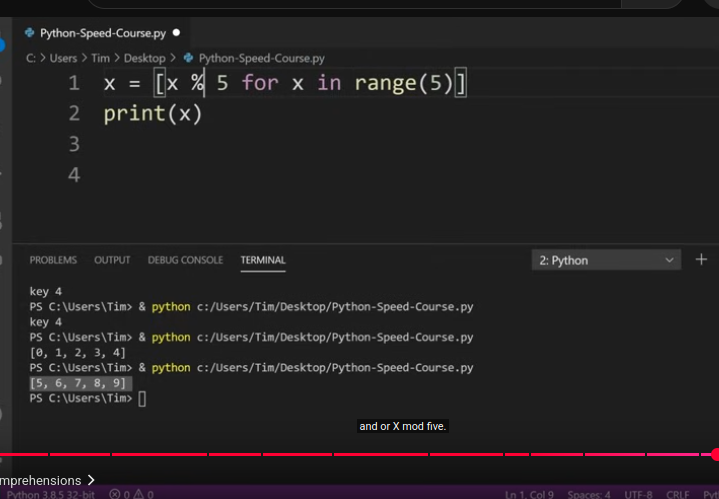 Python-Speed-Course.py ●
C: > Users > Tim > Desktop > Python-Speed-Course.py
1 x = [x % 5 for x in range(5)]
2 print(x)
3
4
PROBLEMS OUTPUT DEBUG CONSOLE TERMINAL 2: Python
key 4
PS C:\Users\Tim> & python c:/Users/Tim/Desktop/Python-Speed-Course.py
key 4
PS C:\Users\Tim> & python c:/Users/Tim/Desktop/Python-Speed-Course.py
[0, 1, 2, 3, 4]
PS C:\Users\Tim> & python c:/Users/Tim/Desktop/Python-Speed-Course.py
[5, 6, 7, 8, 9]
PS C:\Users\Tim>
and or X mod five.
mprehensions >
Python 3.8.5 32-bit 0 0 Ln 1, Col 9 Spaces: 4 UTF-8 CRLF Pyt